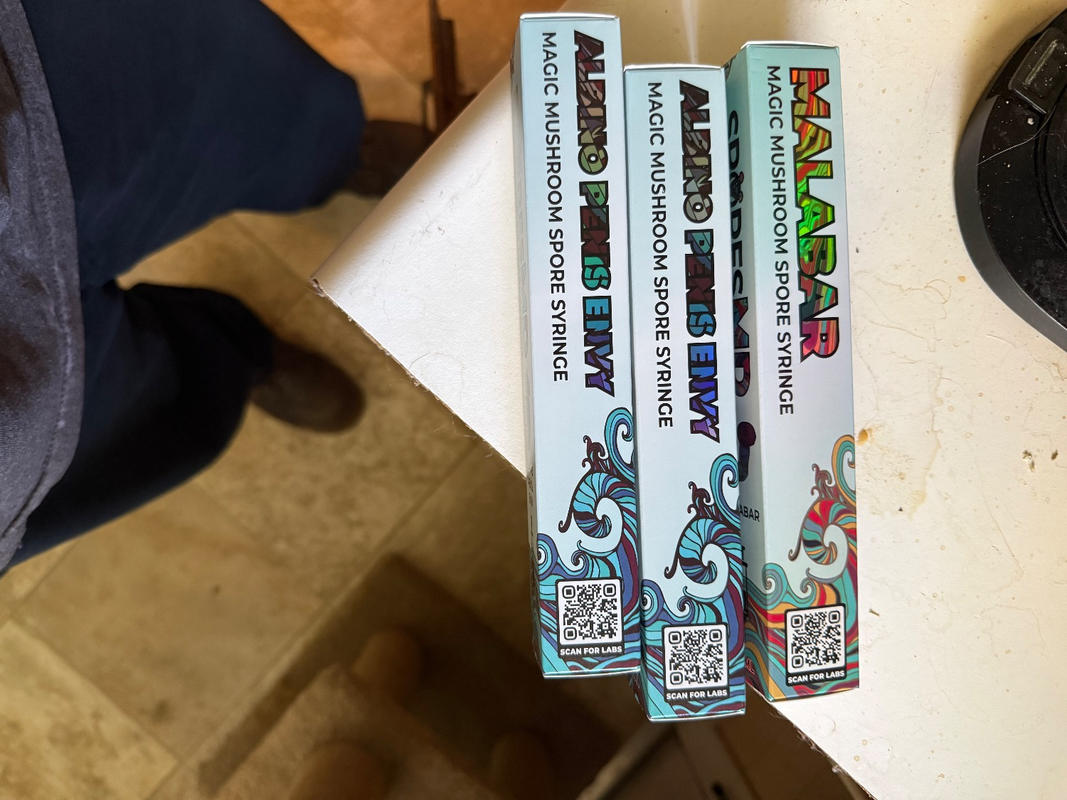 ALBINO PENIS ENVY
MAGIC MUSHROOM SPORE SYRINGE
SCAN FOR LABS
ALBINO PENIS ENVY
MAGIC MUSHROOM SPORE SYRINGE
SCAN FOR LABS
MALABAR
MAGIC MUSHROOM SPORE SYRINGE
SCAN FOR LABS